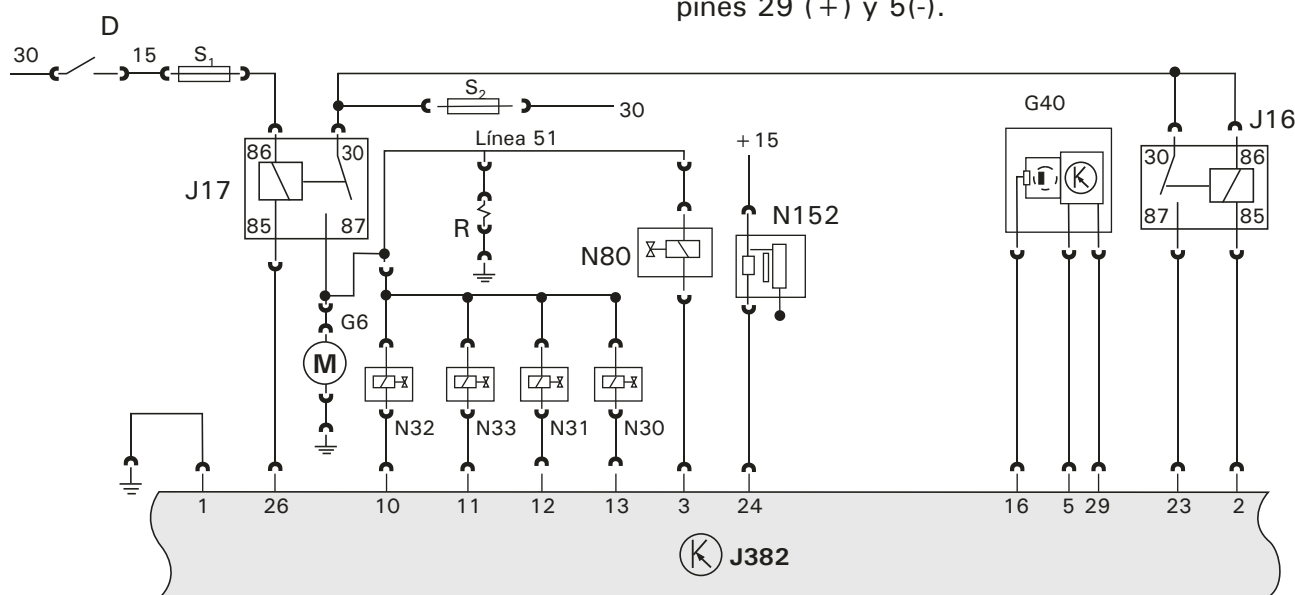 pines 29 (+) y 5(-).
D
30 15 S1
S2
30
G40
J16
Línea 51
+15
86 30
J17
85 87
R
N80
N152
30 86
87 85
G6
M
N32 N33 N31 N30
1 26 10 11 12 13 3 24 16 5 29 23 2
J382